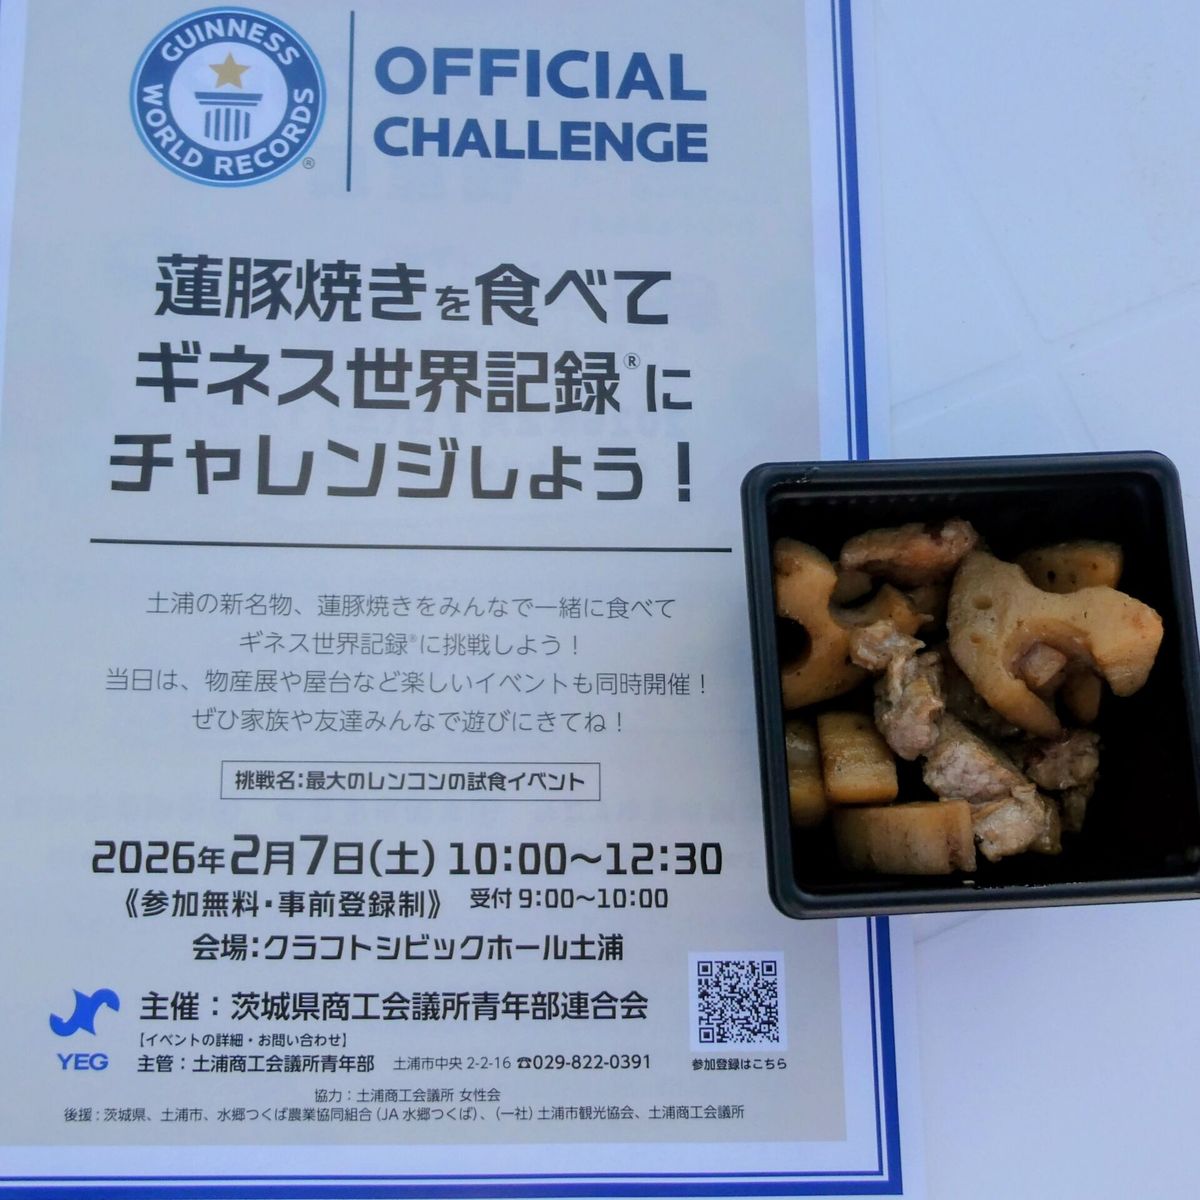 GUINNESS WORLD RECORDS®
OFFICIAL
CHALLENGE
蓮豚焼きを食べて
ギネス世界記録®に
チャレンジしよう！
土浦の新名物、蓮豚焼きをみんなで一緒に食べて
ギネス世界記録®に挑戦しよう！
当日は、物産展や屋台など楽しいイベントも同時開催！
ぜひ家族や友達みんなで遊びにきてね！
挑戦名：最大のレンコンの試食イベント
2026年2月7日(土) 10:00～12:30
《参加無料・事前登録制》 受付 9:00～10:00
会場：クラフトシビックホール土浦
主催：茨城県商工会議所青年部連合会
【イベントの詳細・お問い合わせ】
YEG
主管：土浦商工会議所青年部 土浦市中央 2-2-16 ☎029-822-0391
参加登録はこちら
協力：土浦商工会議所 女性会
後援：茨城県、土浦市、水郷つくば農業協同組合（JA 水郷つくば）、（一社）土浦市観光協会、土浦商工会議所